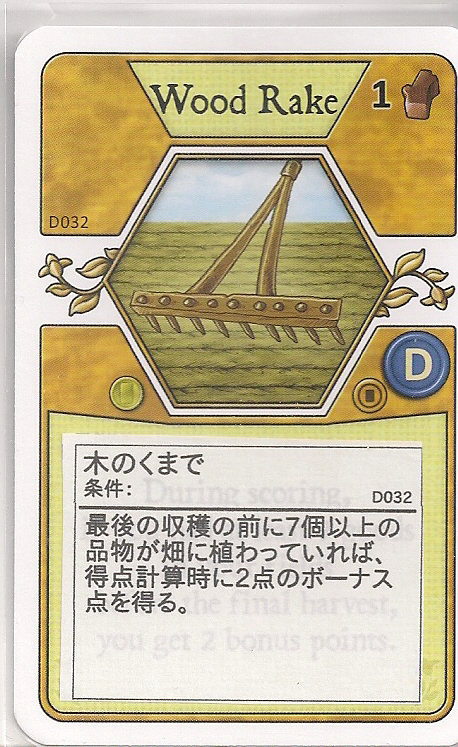 Wood Rake
1
D032
D
木のくまで
条件:
D032
During scoring,
最後の収穫の前に7個以上の
品物が畑に植わっていれば、
得点計算時に2点のボーナス
点を得る。
the final harvest,
you get 2 bonus points.